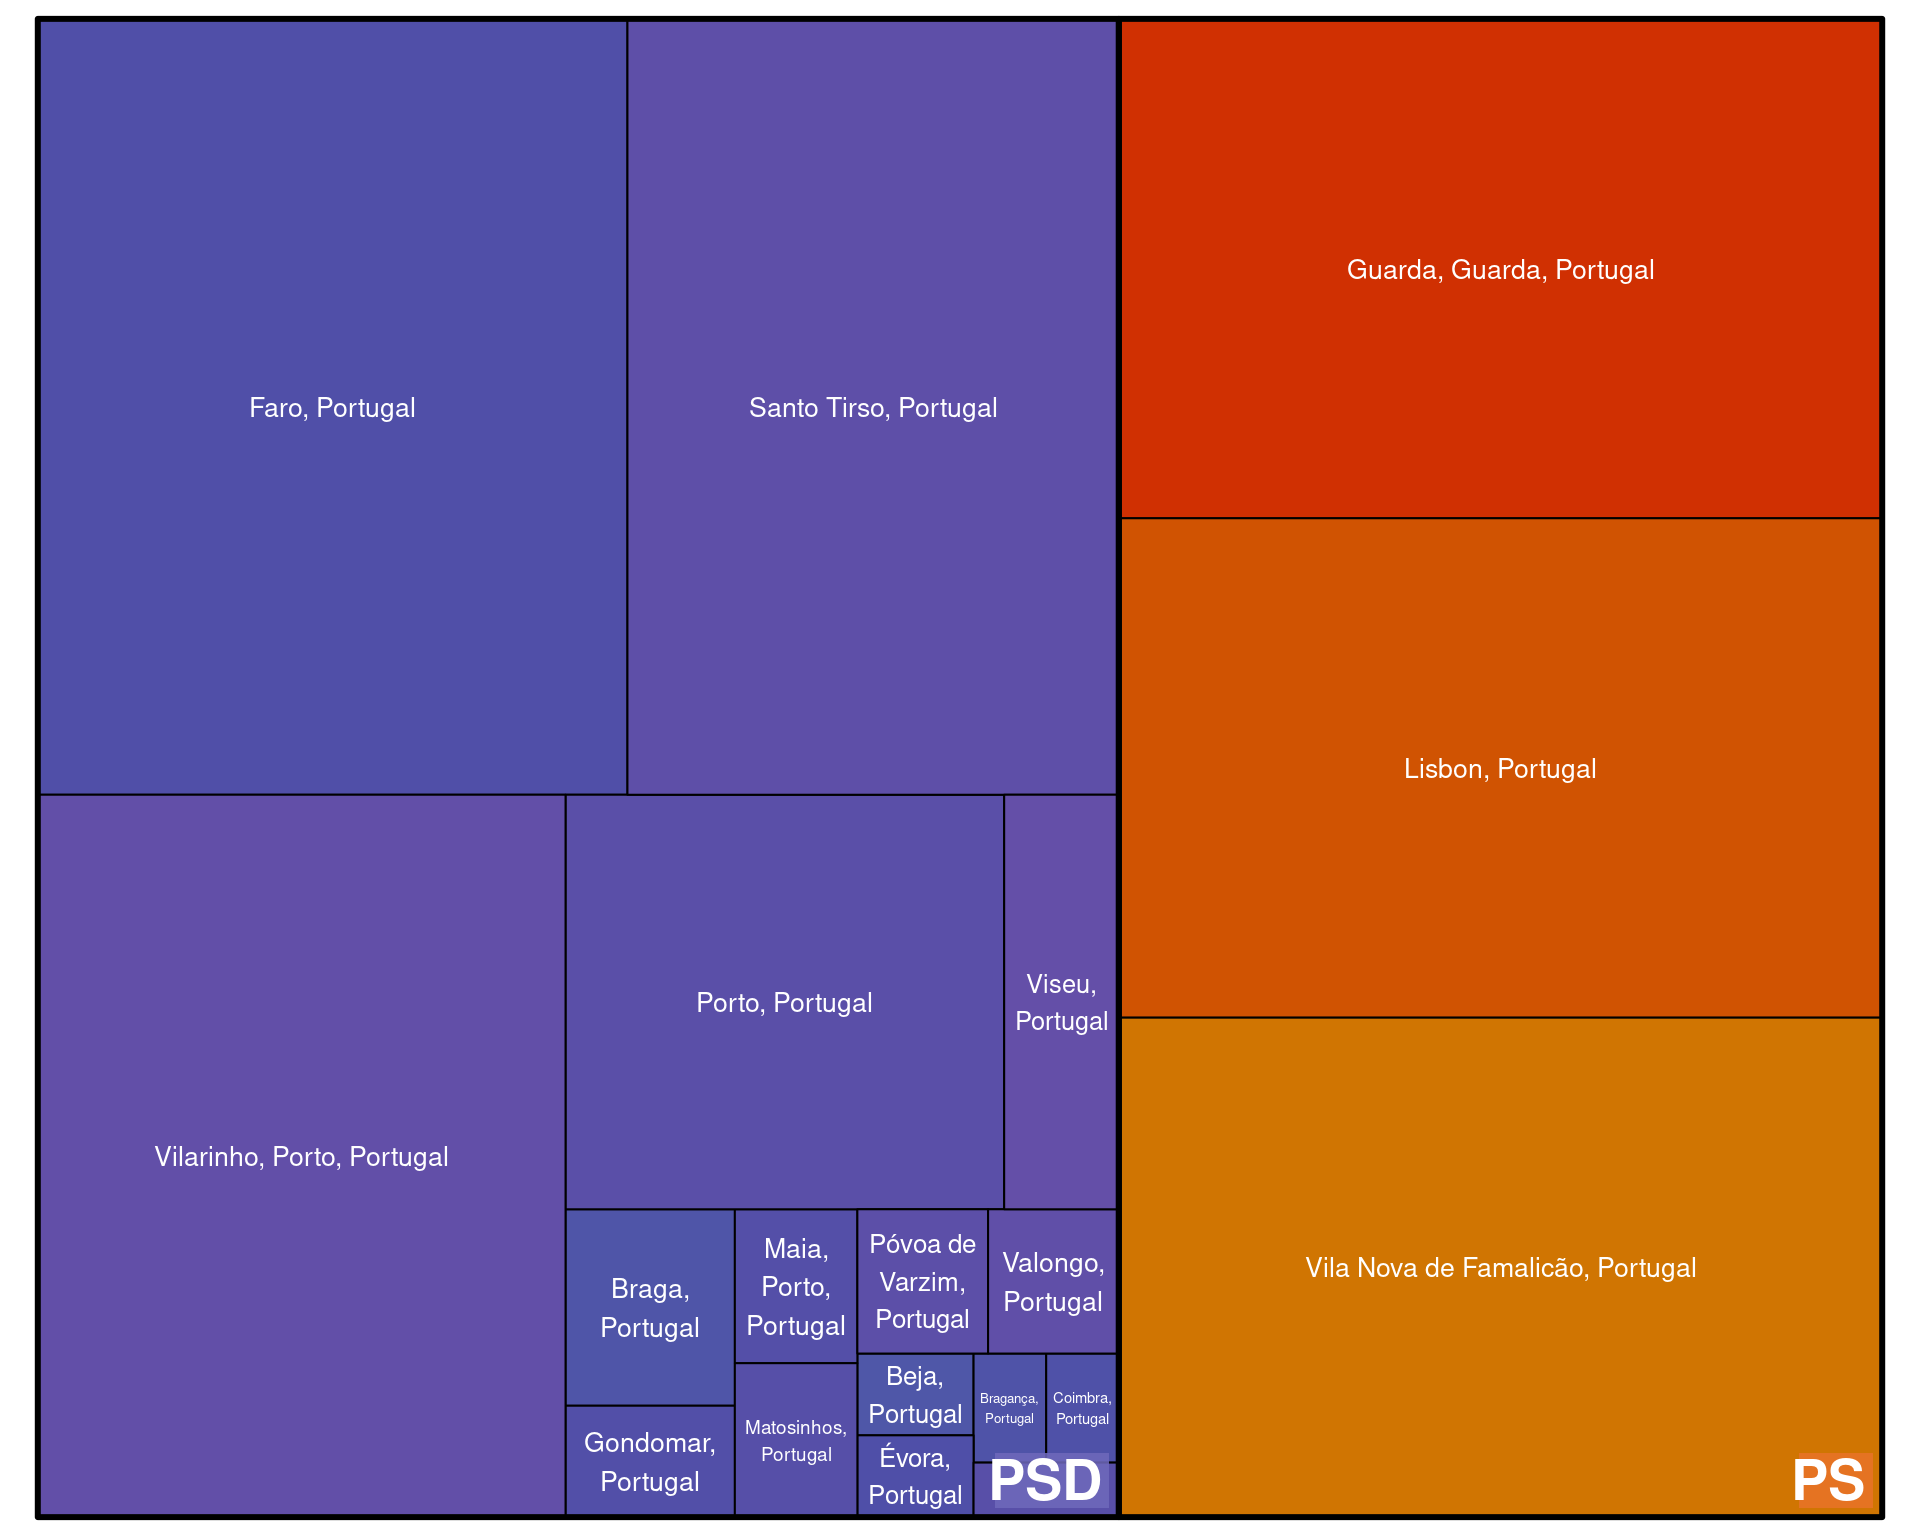 Faro, Portugal
Santo Tirso, Portugal
Guarda, Guarda, Portugal
Lisbon, Portugal
Vila Nova de Famalicão, Portugal
Vilarinho, Porto, Portugal
Porto, Portugal
Viseu,
Portugal
Braga,
Portugal
Maia,
Porto,
Portugal
Póvoa de
Varzim,
Portugal
Valongo,
Portugal
Gondomar,
Portugal
Matosinhos,
Portugal
Beja,
Portugal
Bragança,
Portugal
Coimbra,
Portugal
Évora,
Portugal
PSD
PS